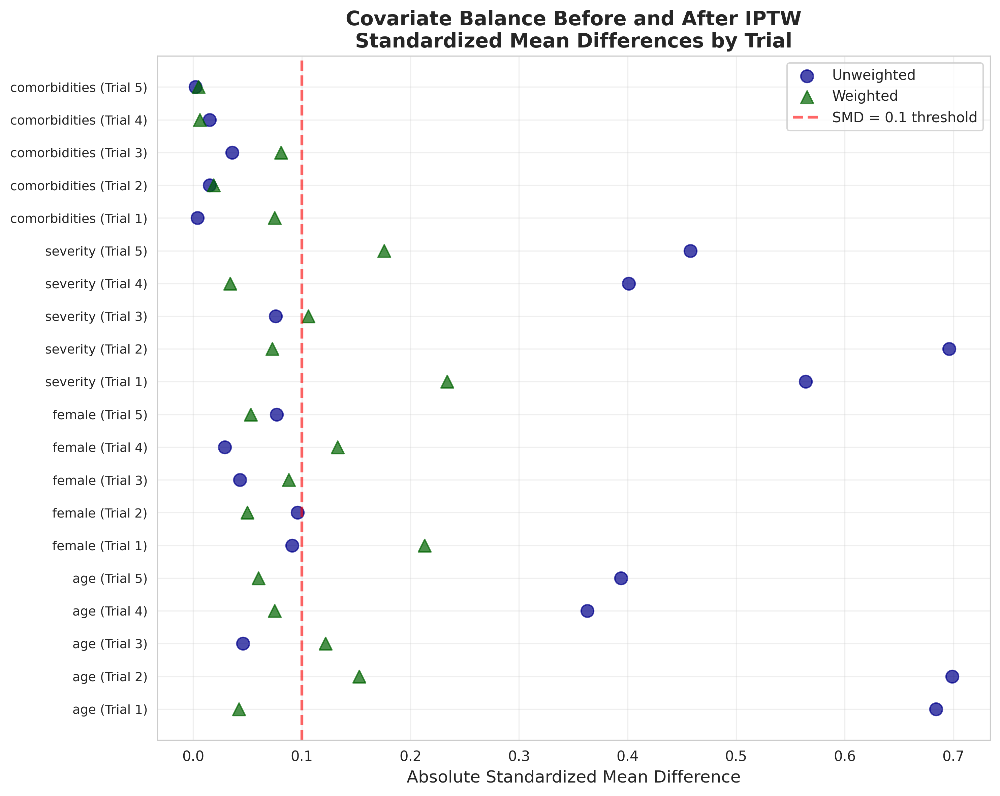 Covariate Balance Before and After IPTW
Standardized Mean Differences by Trial
Unweighted
Weighted
SMD = 0.1 threshold
comorbidities (Trial 5)
comorbidities (Trial 4)
comorbidities (Trial 3)
comorbidities (Trial 2)
comorbidities (Trial 1)
severity (Trial 5)
severity (Trial 4)
severity (Trial 3)
severity (Trial 2)
severity (Trial 1)
female (Trial 5)
female (Trial 4)
female (Trial 3)
female (Trial 2)
female (Trial 1)
age (Trial 5)
age (Trial 4)
age (Trial 3)
age (Trial 2)
age (Trial 1)
0.0 0.1 0.2 0.3 0.4 0.5 0.6 0.7
Absolute Standardized Mean Difference